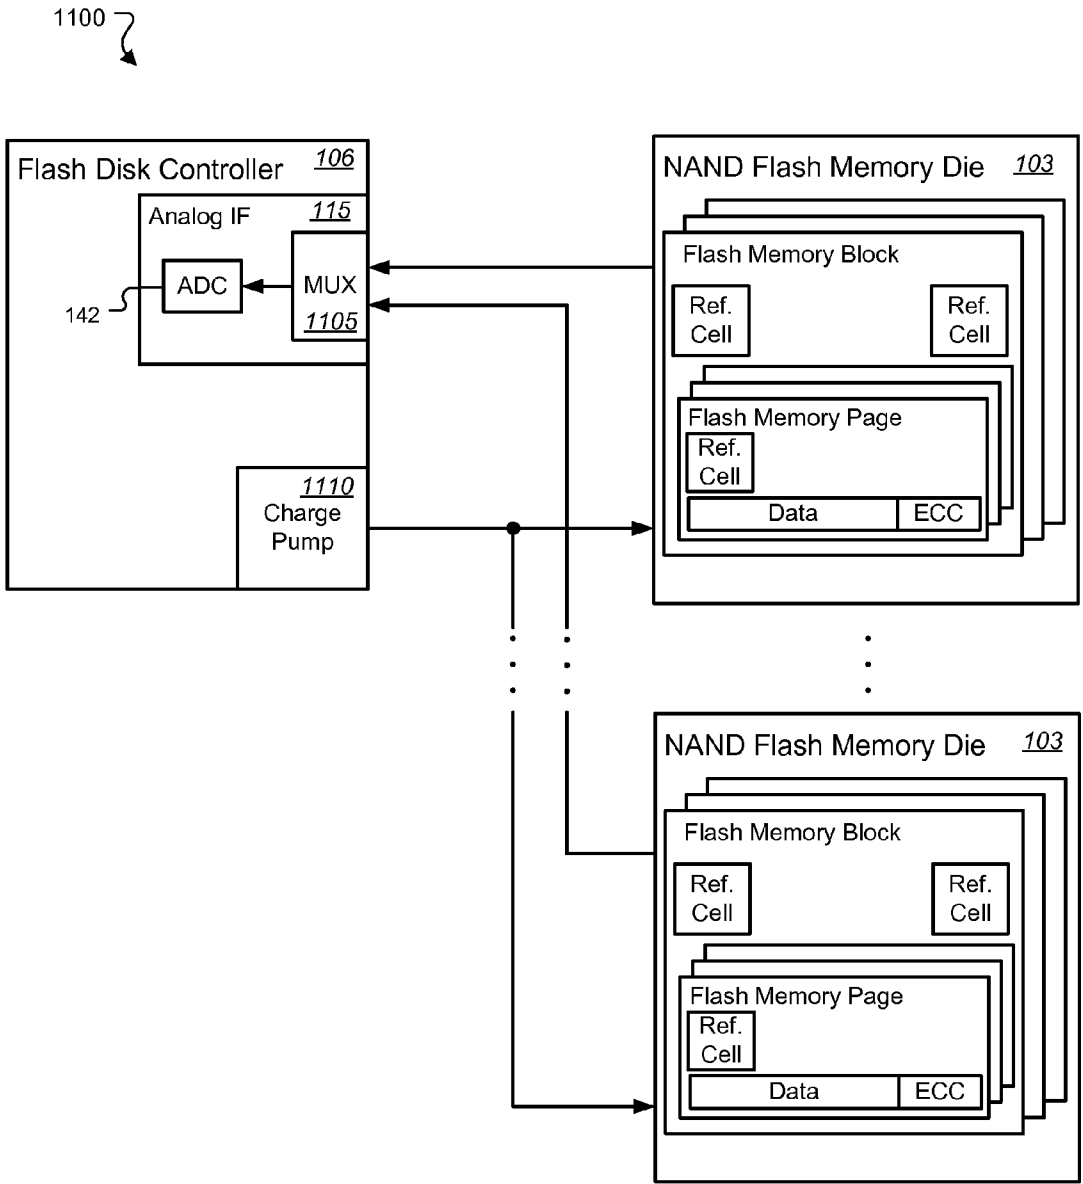 1100
Flash Disk Controller 106
Analog IF 115
ADC
MUX
1105
142
1110
Charge
Pump
NAND Flash Memory Die 103
Flash Memory Block
Ref.
Cell
Ref.
Cell
Flash Memory Page
Ref.
Cell
Data ECC
NAND Flash Memory Die 103
Flash Memory Block
Ref.
Cell
Ref.
Cell
Flash Memory Page
Ref.
Cell
Data ECC